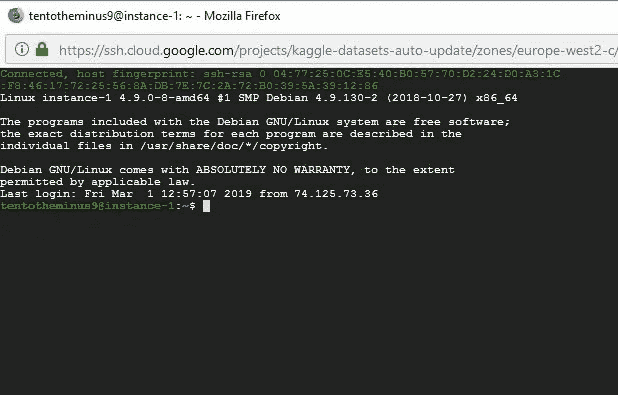 tentotheminus9@instance-1: ~ - Mozilla Firefox
https://ssh.cloud.google.com/projects/kaggle-datasets-auto-update/zones/europe-west2-c/
Connected, host fingerprint: ssh-rsa 0 04:77:25:0C:E5:40:B0:57:70:D2:24:D0:A3:1C
:F8:46:17:72:25:56:8A:DB:7E:7C:2A:72:B0:39:5A:39:12:86
Linux instance-1 4.9.0-8-amd64 #1 SMP Debian 4.9.130-2 (2018-10-27) x86_64
The programs included with the Debian GNU/Linux system are free software;
the exact distribution terms for each program are described in the
individual files in /usr/share/doc/*/copyright.
Debian GNU/Linux comes with ABSOLUTELY NO WARRANTY, to the extent
permitted by applicable law.
Last login: Fri Mar  1 12:57:07 2019 from 74.125.73.36
tentotheminus9@instance-1:~$